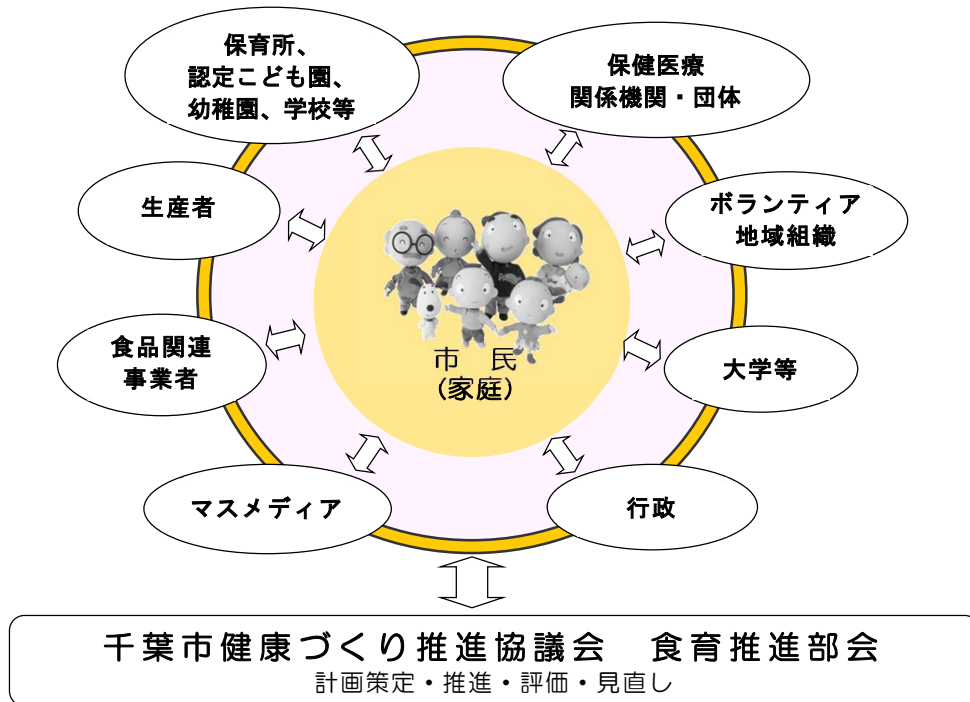 保育所、
認定こども園、
幼稚園、学校等
保健医療
関係機関・団体
生産者
ボランティア
地域組織
食品関連
事業者
市 民
(家庭)
大学等
マスメディア
行政
千葉市健康づくり推進協議会 食育推進部会
計画策定・推進・評価・見直し